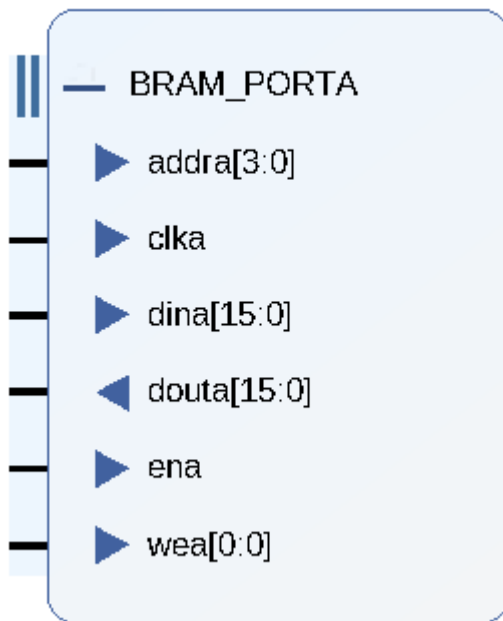 BRAM_PORTA
addra[3:0]
clka
dina[15:0]
douta[15:0]
ena
wea[0:0]